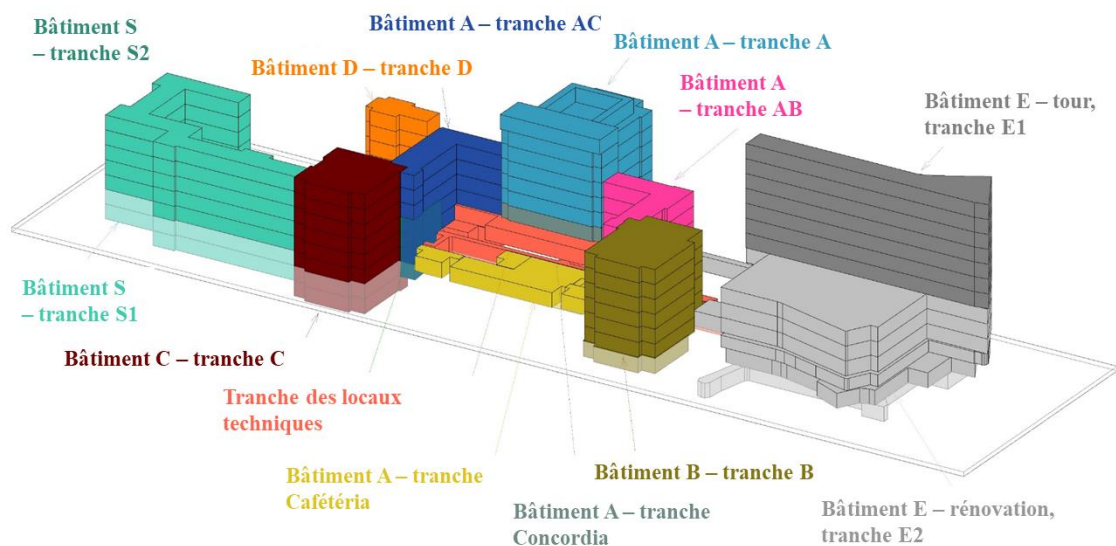 Bâtiment S
– tranche S2
Bâtiment A – tranche AC
Bâtiment A – tranche A
Bâtiment D – tranche D
Bâtiment A
– tranche AB
Bâtiment E – tour,
tranche E1
Bâtiment S
– tranche S1
Bâtiment C – tranche C
Tranche des locaux
techniques
Bâtiment A – tranche
Cafétéria
Bâtiment B – tranche B
Bâtiment A – tranche
Concordia
Bâtiment E – rénovation,
tranche E2